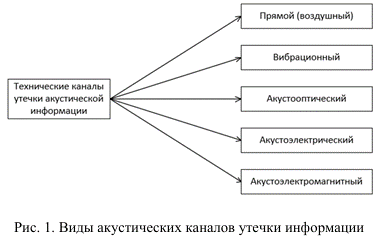 Прямой (воздушный)
Вибрационный
Технические каналы
утечки акустической
информации
Акустооптический
Акустоэлектрический
Акустоэлектромагнитный
Рис. 1. Виды акустических каналов утечки информации